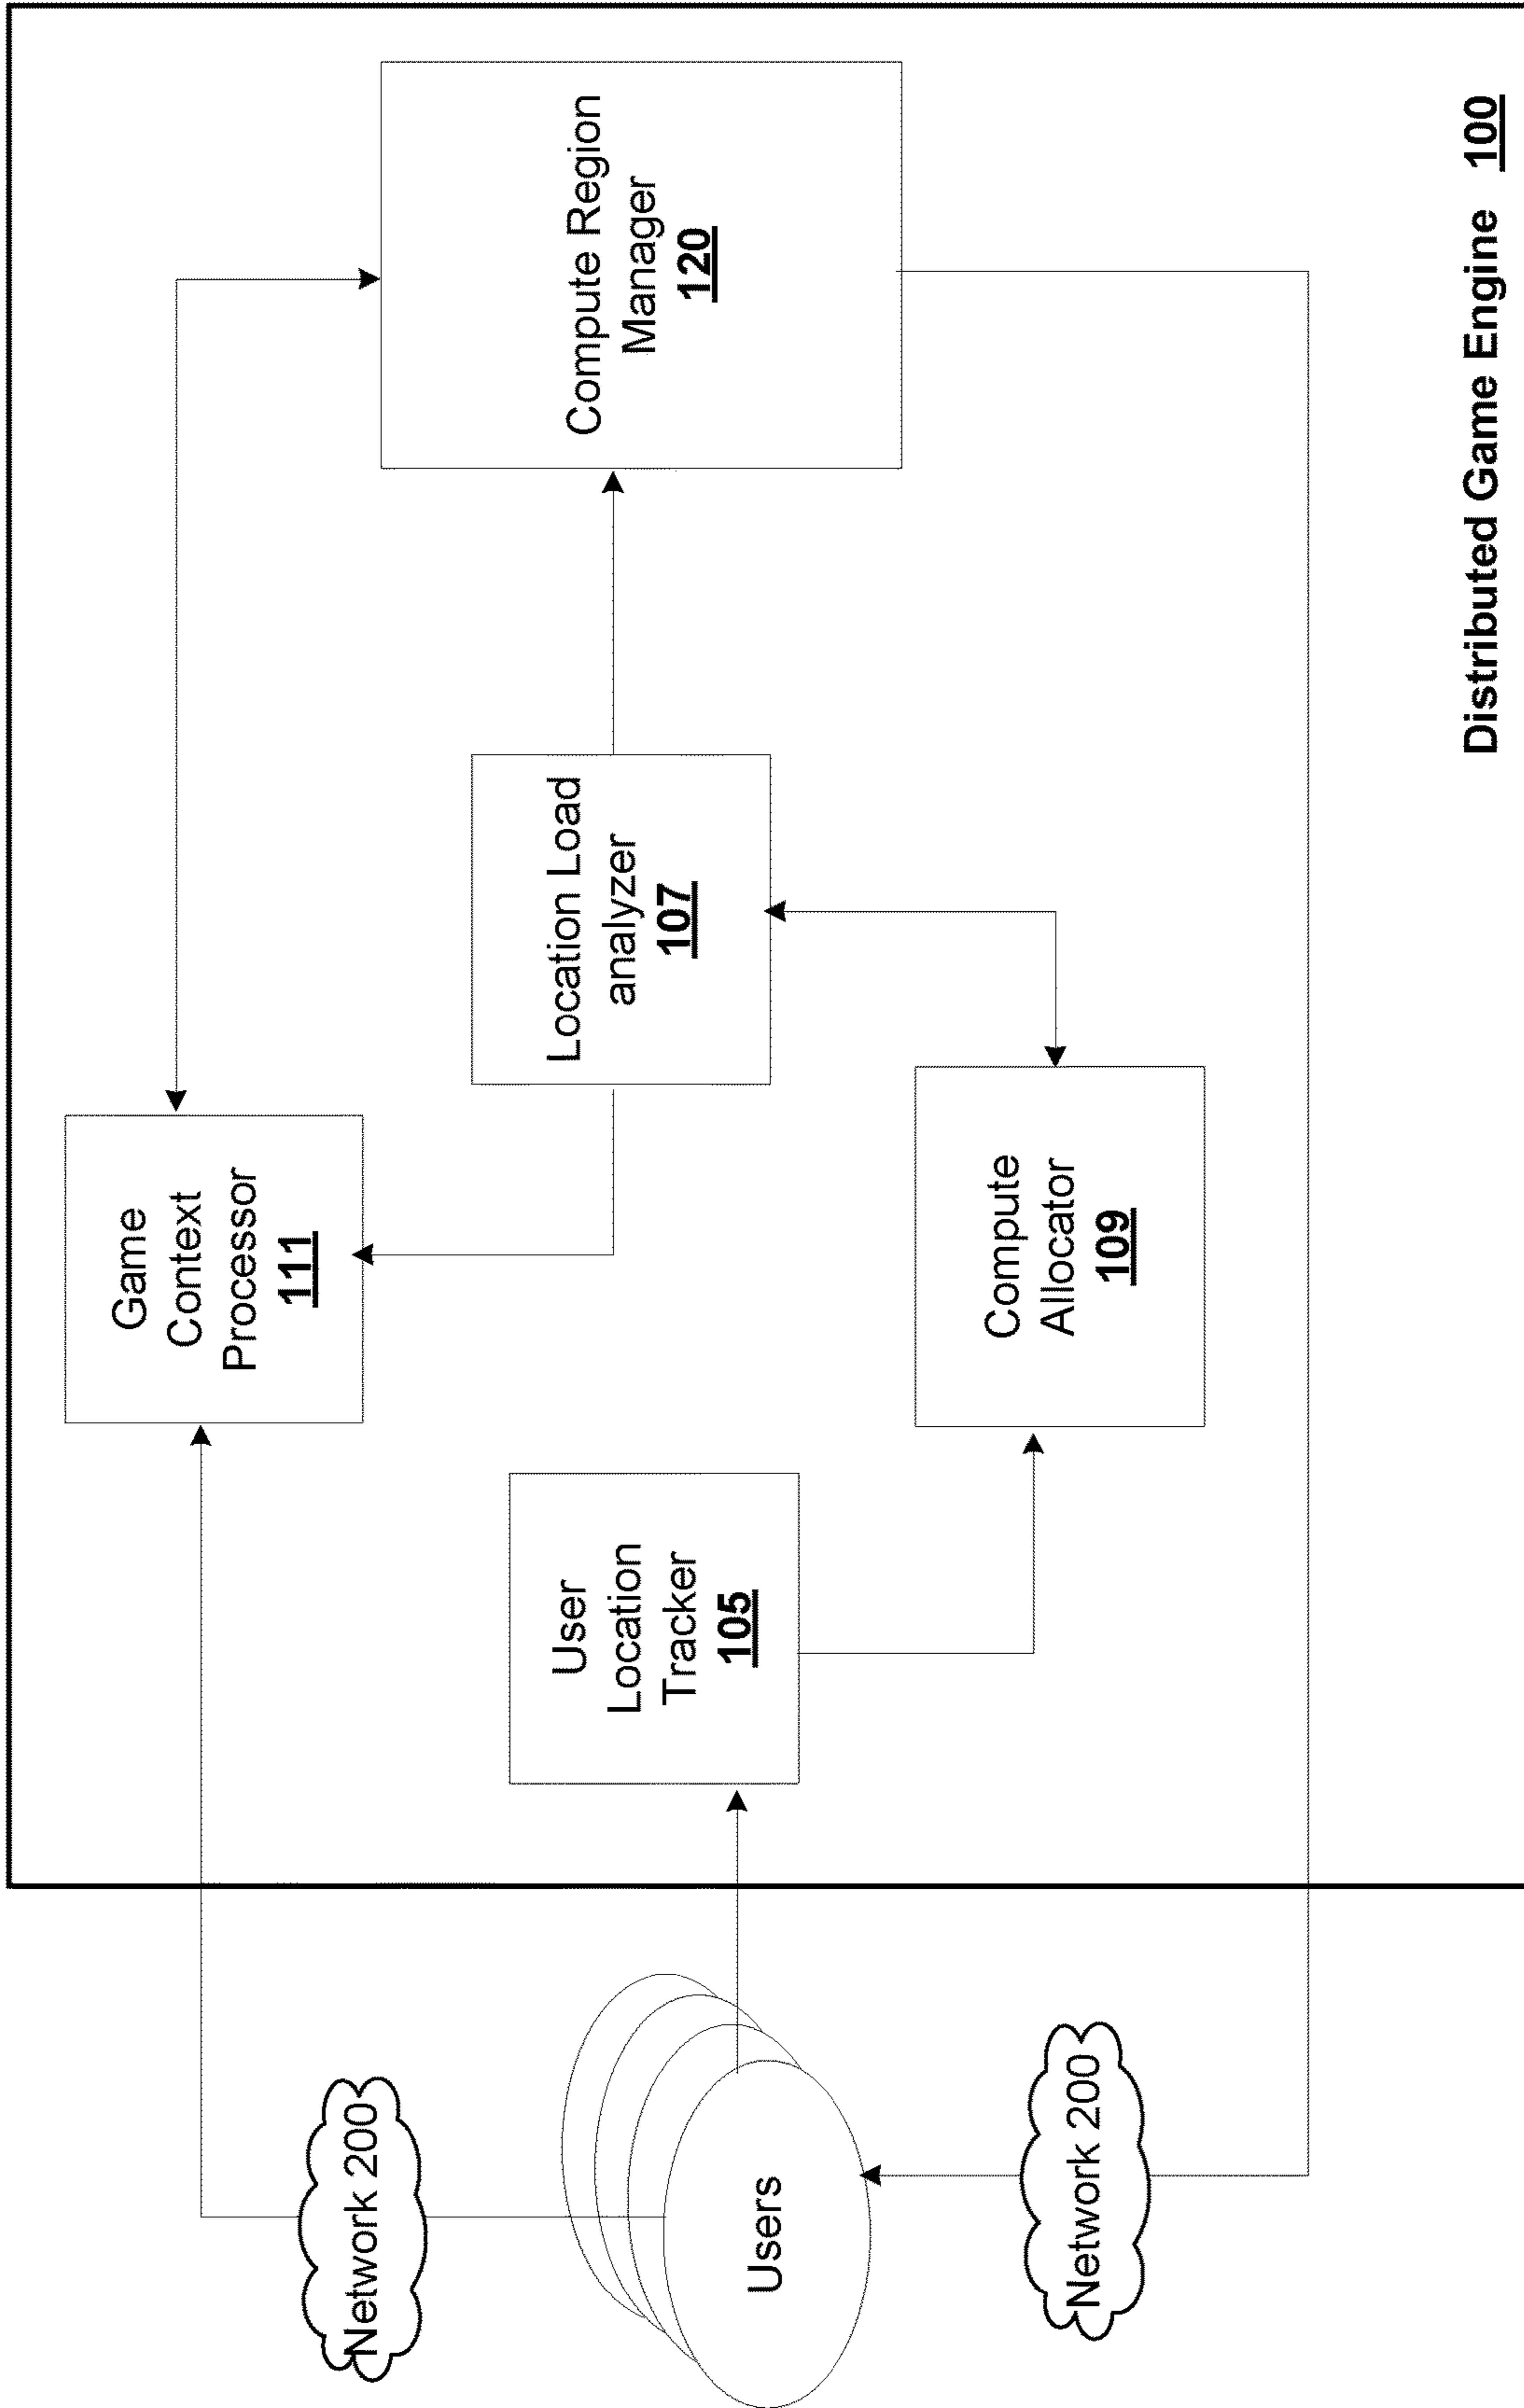 Network 200
Game
Context
Processor
111
Users
User
Location
Tracker
105
Location Load
analyzer
107
Compute Region
Manager
120
Network 200
Compute
Allocator
109
Distributed Game Engine 100